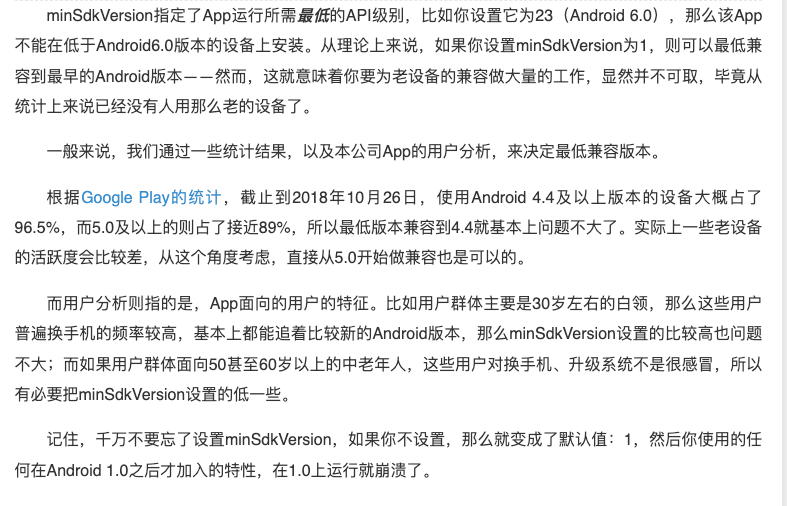 minSdkVersion指定了App运行所需最低的API级别，比如你设置它为23（Android 6.0），那么该App
不能在低于Android6.0版本的设备上安装。从理论上来说，如果你设置minSdkVersion为1，则可以最低兼
容到最早的Android版本——然而，这就意味着你要为老设备的兼容做大量的工作，显然并不可取，毕竟从
统计上来说已经没有人用那么老的设备了。
一般来说，我们通过一些统计结果，以及本公司App的用户分析，来决定最低兼容版本。
根据Google Play的统计，截止到2018年10月26日，使用Android 4.4及以上版本的设备大概占了
96.5%，而5.0及以上的则占了接近89%，所以最低版本兼容到4.4就基本上问题不大了。实际上一些老设备
的活跃度会比较差，从这个角度考虑，直接从5.0开始做兼容也是可以的。
而用户分析则指的是，App面向的用户的特征。比如用户群体主要是30岁左右的白领，那么这些用户
普遍换手机的频率较高，基本上都能追着比较新的Android版本，那么minSdkVersion设置的比较高也问题
不大；而如果用户群体面向50甚至60岁以上的中老年人，这些用户对换手机、升级系统不是很感冒，所以
有必要把minSdkVersion设置的低一些。
记住，千万不要忘了设置minSdkVersion，如果你不设置，那么就变成了默认值：1，然后你使用的任
何在Android 1.0之后才加入的特性，在1.0上运行就崩溃了。